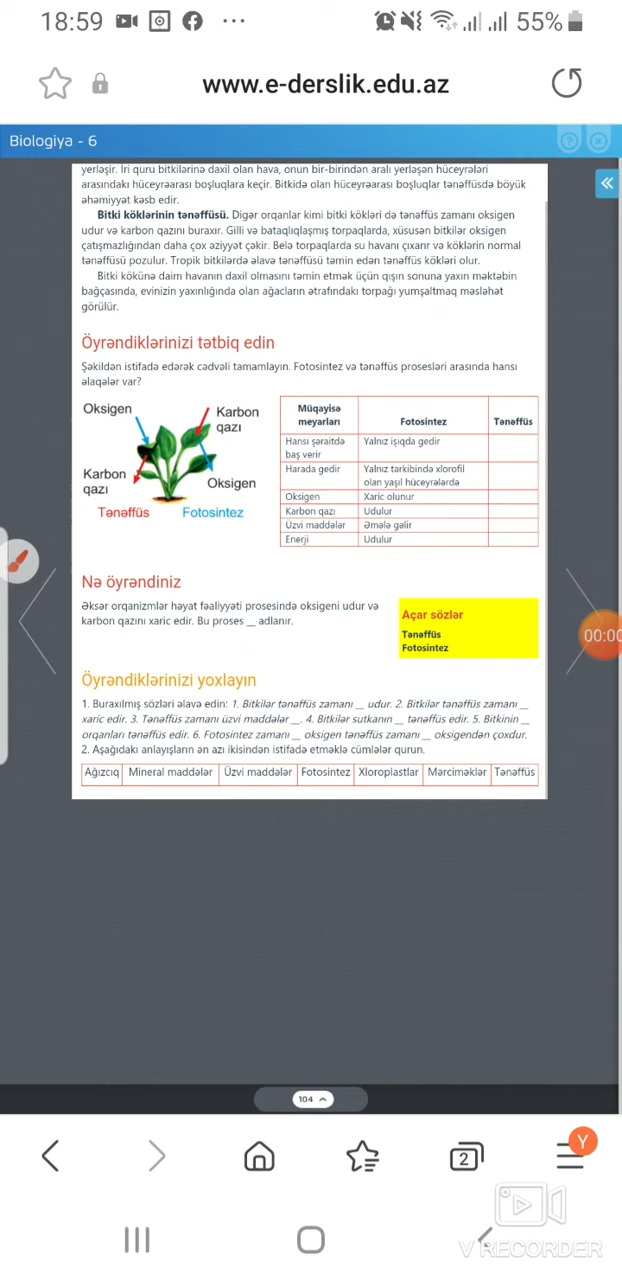 18:59
55%
www.e-derslik.edu.az
Biologiya - 6
yerləşir. İri quru bitkilərinə daxil olan hava, onun bir-birindən aralı yerləşən hüceyrələri
arasındakı hüceyrəarası boşluqlara keçir. Bitkidə olan hüceyrəarası boşluqlar tənəffüsdə böyük
əhəmiyyət kəsb edir.
Bitki köklərinin tənəffüsü. Digər orqanlar kimi bitki kökləri də tənəffüs zamanı oksigen
udur və karbon qazını buraxır. Gilli və bataqlıqlaşmış torpaqlarda, xüsusən bitkilər oksigen
çatışmazlığından daha çox əziyyət çəkir. Belə torpaqlarda su havanı çıxarır və köklərin normal
tənəffüsü pozulur. Tropik bitkilərdə əlavə tənəffüsü təmin edən tənəffüs kökləri olur.
Bitki kökünə daim havanın daxil olmasını təmin etmək üçün qışın sonuna yaxın məktəbin
bağçasında, evinizin yaxınlığında olan ağacların ətrafındakı torpağı yumşaltmaq məsləhət
görülür.
Öyrəndiklərinizi tətbiq edin
Şəkildən istifadə edərək cədvəli tamamlayın. Fotosintez və tənəffüs prosesləri arasında hansı
əlaqələr var?
Oksigen
Karbon
qazı
Karbon
qazı
Oksigen
Tənəffüs Fotosintez
Müqayisə
meyarları Fotosintez Tənəffüs
Hansı şəraitdə Yalnız işıqda gedir
baş verir
Harada gedir Yalnız tərkibində xlorofil
olan yaşıl hüceyrələrdə
Oksigen Xaric olunur
Karbon qazı Udulur
Üzvi maddələr Əmələ gəlir
Enerji Udulur
Nə öyrəndiniz
Əksər orqanizmlər həyat fəaliyyəti prosesində oksigeni udur və
karbon qazını xaric edir. Bu proses __ adlanır.
Açar sözlər
Tənəffüs
Fotosintez
Öyrəndiklərinizi yoxlayın
1. Buraxılmış sözləri əlavə edin: 1. Bitkilər tənəffüs zamanı __ udur. 2. Bitkilər tənəffüs zamanı __
xaric edir. 3. Tənəffüs zamanı üzvi maddələr __. 4. Bitkilər sutkanın __ tənəffüs edir. 5. Bitkinin __
orqanları tənəffüs edir. 6. Fotosintez zamanı __ oksigen tənəffüs zamanı __ oksigendən çoxdur.
2. Aşağıdakı anlayışların ən azı ikisindən istifadə etməklə cümlələr qurun.
Ağızcıq Mineral maddələr Üzvi maddələr Fotosintez Xloroplastlar Mərciməklər Tənəffüs
00:00
104
2
Y
V RECORDER